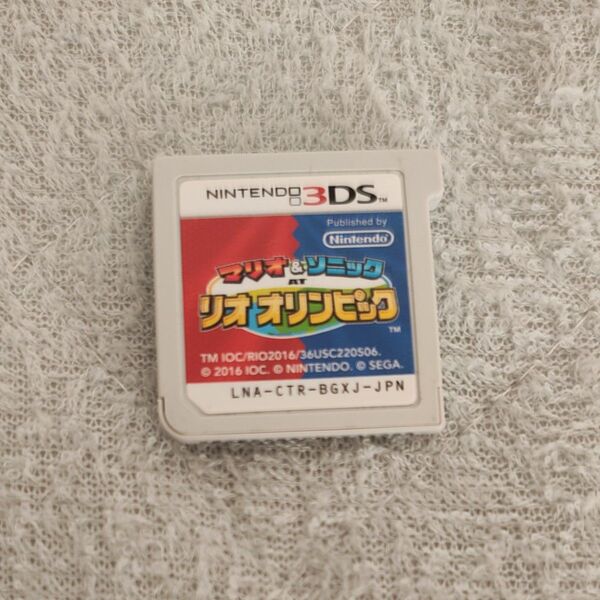 NINTENDO 3DS™
Published by
Nintendo
マリオ&ソニック
AT
リオオリンピック
TM
TM IOC/RIO2016/36USC220506.
© 2016 IOC. © NINTENDO. © SEGA.
LNA-CTR-BGXJ-JPN